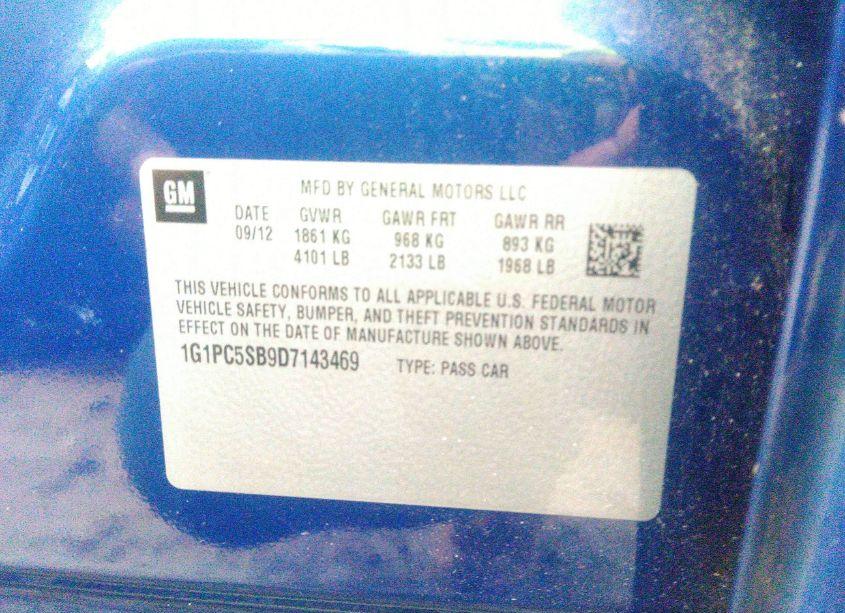 GM
MFD BY GENERAL MOTORS LLC
DATE GVWR GAWR FRT GAWR RR
09/12 1861 KG 968 KG 893 KG
4101 LB 2133 LB 1968 LB
THIS VEHICLE CONFORMS TO ALL APPLICABLE U.S. FEDERAL MOTOR
VEHICLE SAFETY, BUMPER, AND THEFT PREVENTION STANDARDS IN
EFFECT ON THE DATE OF MANUFACTURE SHOWN ABOVE.
1G1PC5SB9D7143469 TYPE: PASS CAR